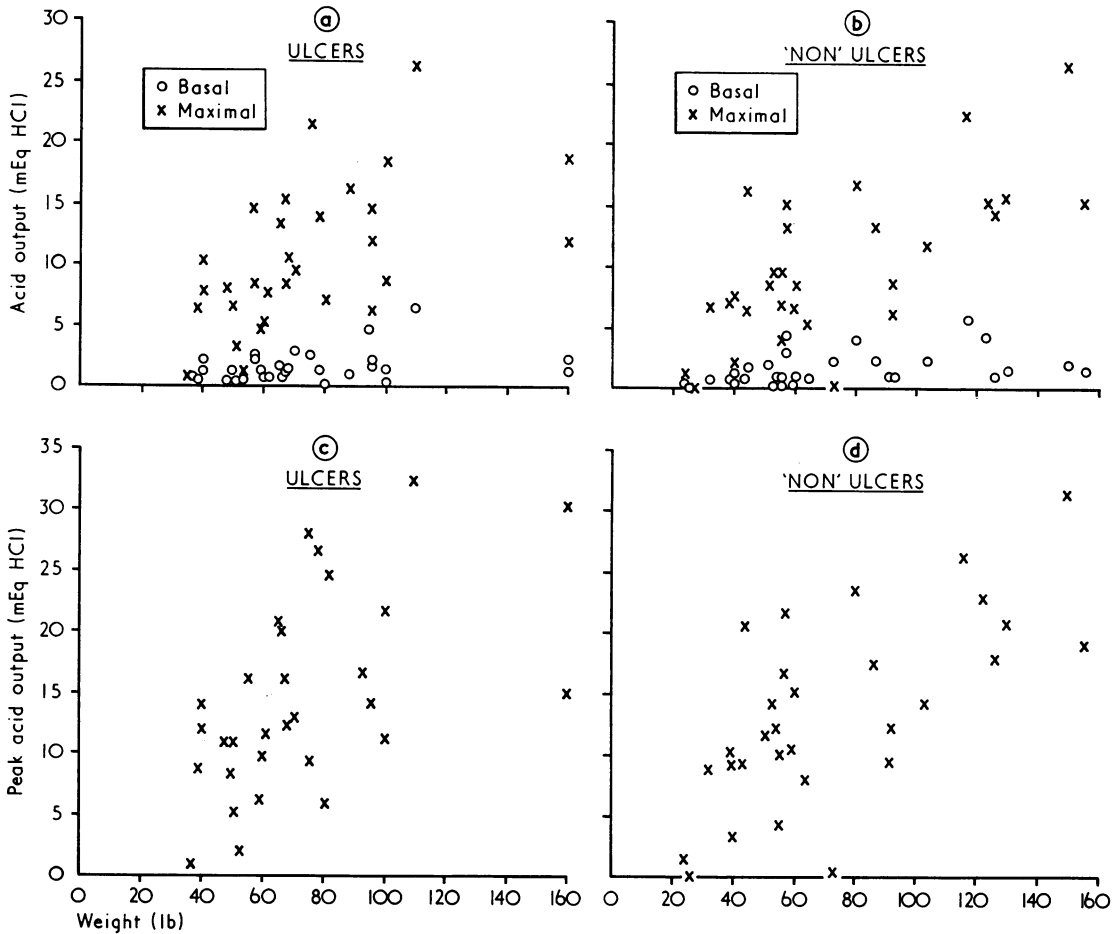 a
ULCERS
Acid output (mEq HCl)
30
25
20
15
10
5
0
o Basal
x Maximal
b
'NON' ULCERS
o Basal
x Maximal
c
ULCERS
Peak acid output (mEq HCl)
35
30
25
20
15
10
5
0
0 20 40 60 80 100 120 140 160
Weight (lb)
d
'NON' ULCERS
0 20 40 60 80 100 120 140 160